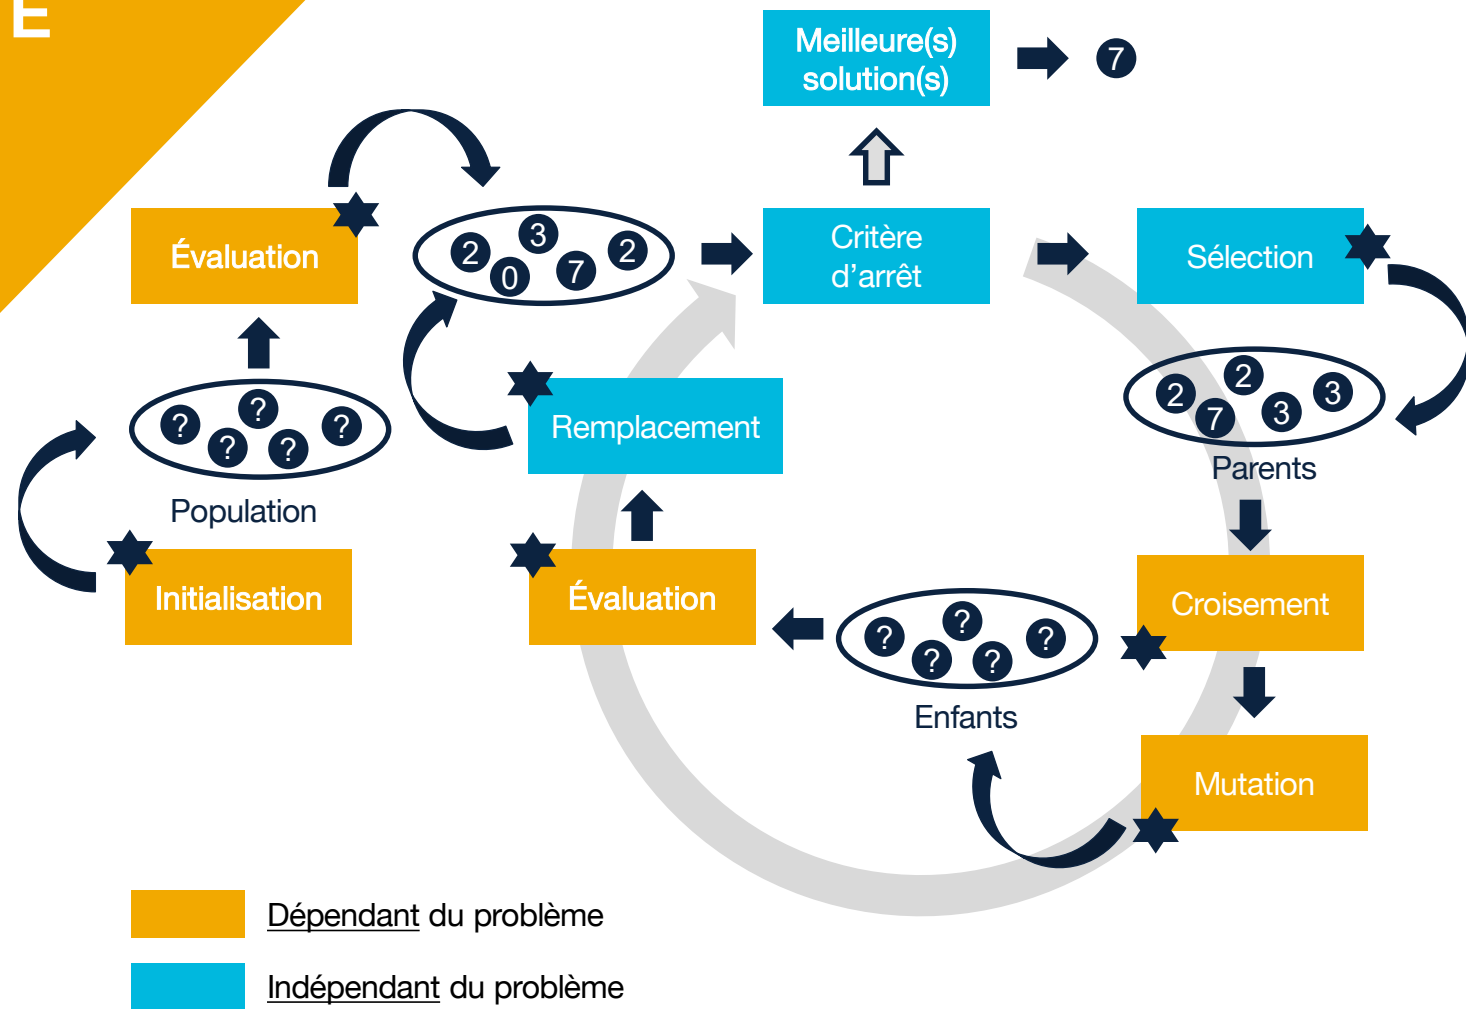 E
Meilleure(s)
solution(s)
7
Évaluation
2
3
0
7
2
Critère
d'arrêt
Sélection
?
?
?
?
?
Population
Remplacement
2
7
2
3
3
Parents
Initialisation
Évaluation
?
?
?
?
?
Enfants
Croisement
Mutation
Dépendant du problème
Indépendant du problème